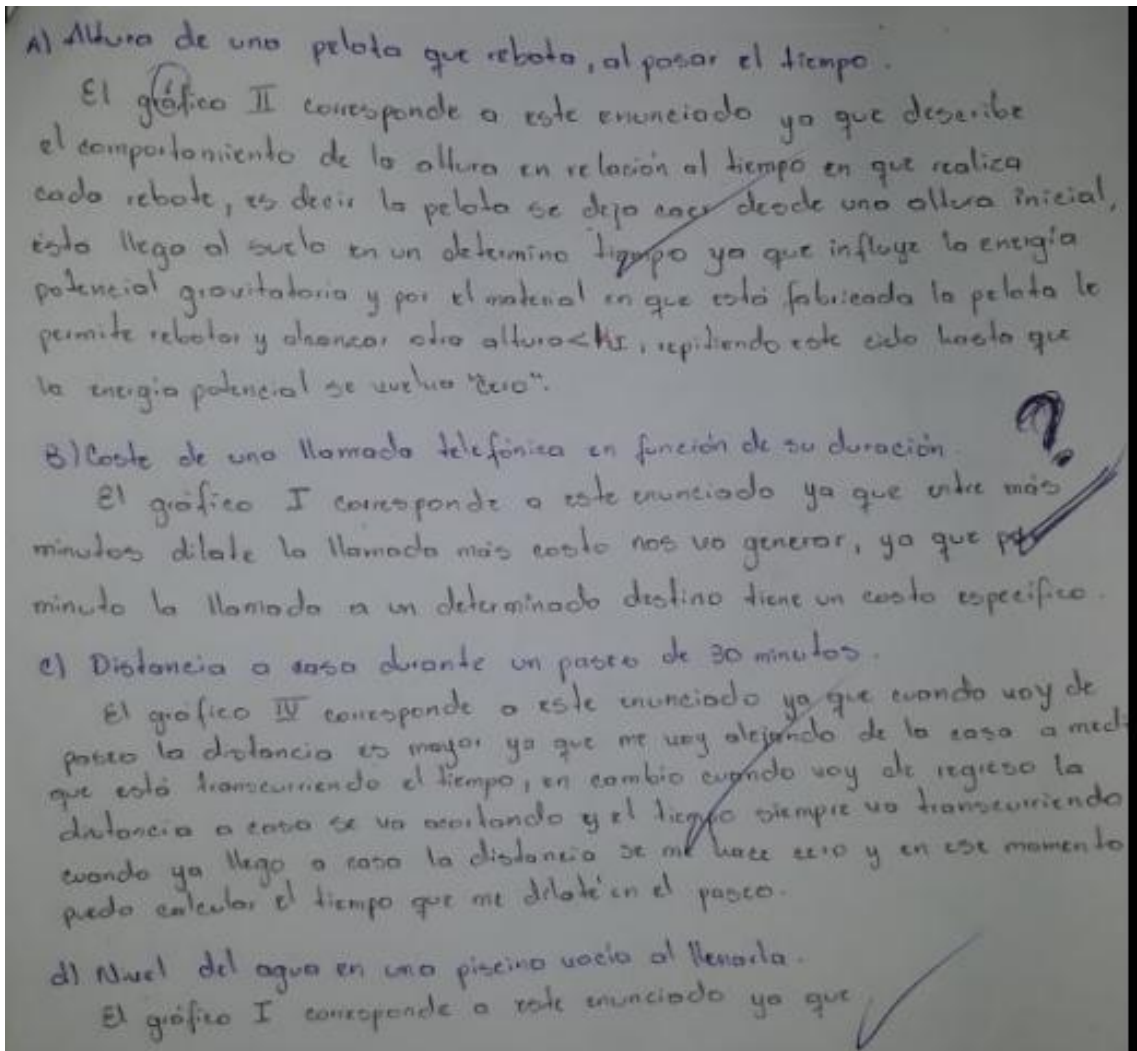 A) Altura de una pelota que rebota, al pasar el tiempo.
El gráfico II corresponde a este enunciado ya que describe
el comportamiento de la altura en relación al tiempo en que realiza
cada rebote, es decir la pelota se deja caer desde una altura inicial,
ésta llega al suelo en un determino tiempo ya que influye la energía
potencial gravitatoria y por el material en que está fabricada la pelota le
permite rebotar y alcanzar otra altura < hI, repitiendo este ciclo hasta que
la energía potencial se vuelva "cero".
?
B) Coste de una llamada telefónica en función de su duración.
El gráfico I corresponde a este enunciado ya que entre más
minutos dilate la llamada más costo nos va generar, ya que por
minuto la llamada a un determinado destino tiene un costo específico.
c) Distancia a casa durante un paseo de 30 minutos.
El gráfico IV corresponde a este enunciado ya que cuando voy de
paseo la distancia es mayor ya que me voy alejando de la casa a medi
que está transcurriendo el tiempo, en cambio cuando voy de regreso la
distancia a casa se va acortando y el tiempo siempre va transcurriendo
cuando ya llego a casa la distancia se me hace cero y en ese momento
puedo calcular el tiempo que me dilaté en el paseo.
d) Nivel del agua en una piscina vacía al llenarla.
El gráfico I corresponde a este enunciado ya que